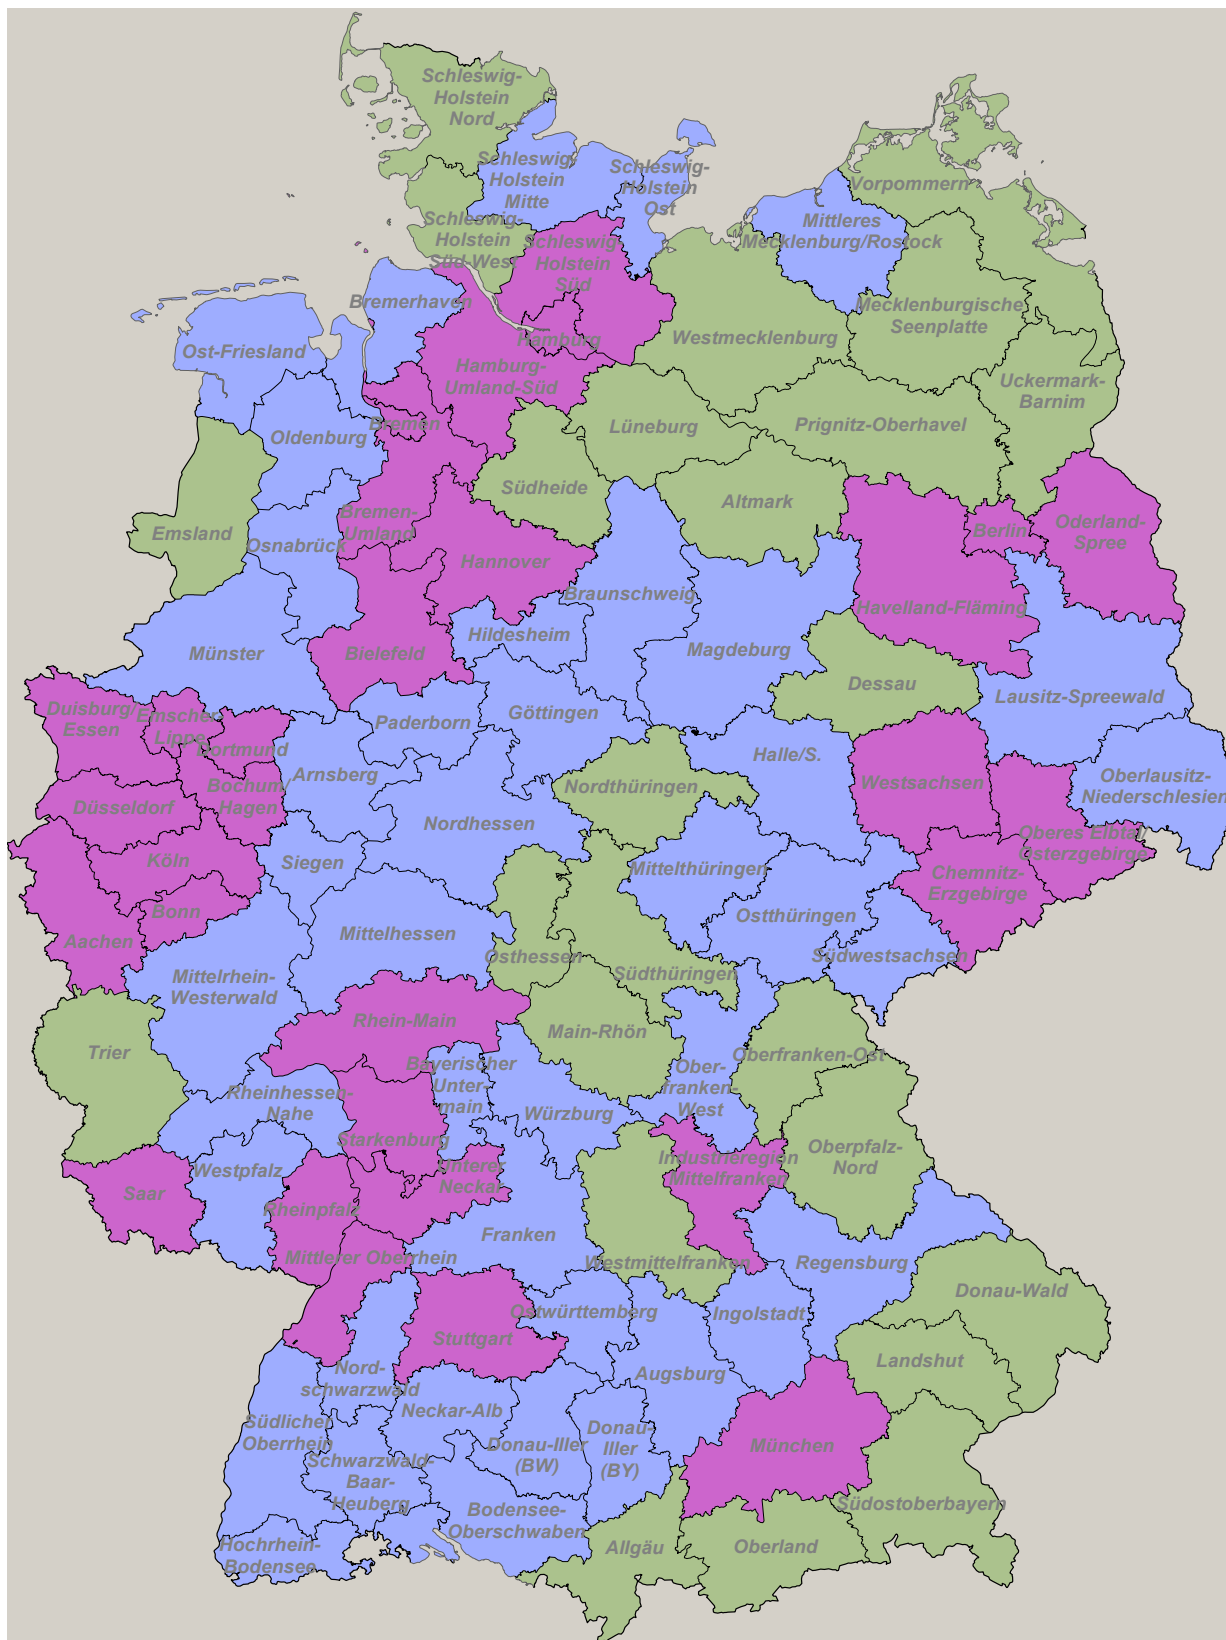 Schleswig-
Holstein
Nord
Schleswig-
Holstein
Mitte
Schleswig-
Holstein
Ost
Vorpommern
Mittleres
Mecklenburg/Rostock
Schleswig-
Holstein
Süd-West
Schleswig-
Holstein
Süd
Bremerhaven
Mecklenburgische
Seenplatte
Westmecklenburg
Hamburg
Ost-Friesland
Hamburg-
Umland-Süd
Uckermark-
Barnim
Oldenburg
Bremen
Lüneburg
Prignitz-Oberhavel
Südheide
Altmark
Emsland
Osnabrück
Bremen-
Umland
Berlin
Oderland-
Spree
Hannover
Braunschweig
Havelland-Fläming
Hildesheim
Münster
Bielefeld
Magdeburg
Dessau
Lausitz-Spreewald
Duisburg/
Essen
Emscher-
Lippe
Dortmund
Paderborn
Göttingen
Halle/S.
Arnsberg
Bochum/
Hagen
Nordthüringen
Westsachsen
Oberlausitz-
Niederschlesien
Düsseldorf
Nordhessen
Oberes Elbtal/
Osterzgebirge
Köln
Siegen
Mittelthüringen
Chemnitz-
Erzgebirge
Bonn
Ostthüringen
Aachen
Mittelhessen
Osthessen
Südthüringen
Südwestsachsen
Mittelrhein-
Westerwald
Rhein-Main
Main-Rhön
Trier
Oberfranken-Ost
Bayerischer
Unter-
main
Ober-
franken-
West
Rheinhessen-
Nahe
Würzburg
Starkenburg
Oberpfalz-
Nord
Westpfalz
Unterer
Neckar
Industrieregion
Mittelfranken
Saar
Rheinpfalz
Franken
Mittlerer Oberrhein
Westmittelfranken
Regensburg
Donau-Wald
Ostwürttemberg
Ingolstadt
Stuttgart
Landshut
Nord-
schwarzwald
Augsburg
Neckar-Alb
Südlicher
Oberrhein
Donau-Iller
(BW)
Donau-
Iller
(BY)
München
Schwarzwald-
Baar-
Heuberg
Bodensee-
Oberschwaben
Südostoberbayern
Hochrhein-
Bodensee
Allgäu
Oberland